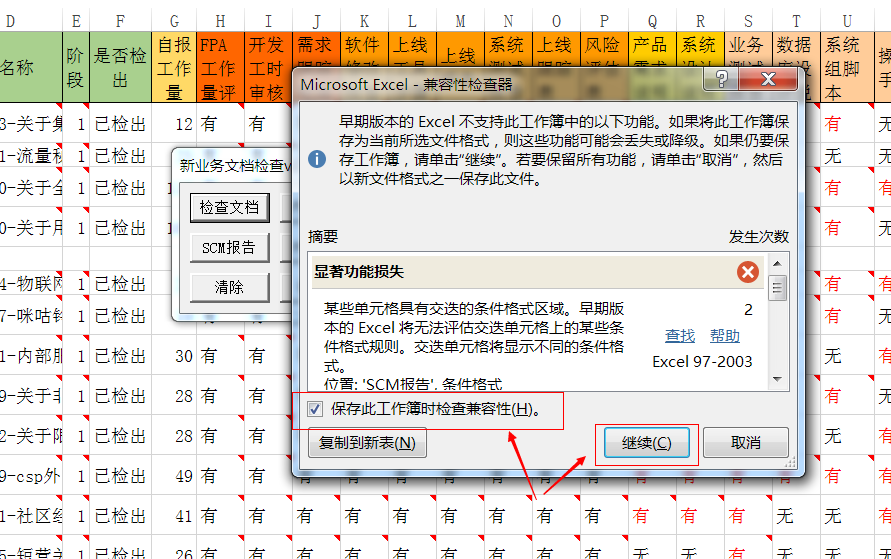 D E F G H I J K L M N O P Q R S T U
名称 阶段 是否检出 自报工作量 FPA工作量评 开发工时审核 需求 软件 上线 上线 系统 上线 风险 产品 系统 业务 数据 系统组脚本
3-关于集 1 已检出 12 有 有 有
1-流量积 1 已检出 无 无
0-关于全 1 已检出 有 有
0-关于用 1 已检出 有 无
4-物联网 1 已检出 有 有
7-咪咕铃 1 已检出 有
1-内部服 1 已检出 30 有 有 无 有
9-关于非 1 已检出 28 有 有 有 有
2-关于限 1 已检出 28 有 有 无 有
9-csp外 1 已检出 49 有 有 有 有
1-社区经 1 已检出 41 有 有 有 有 有 有 有 有 有 有 有 有 无 无 有
5-短营关 1 已检出 26 有 有 有 有 有 有 有 有 有 无 无 有 无 无
新业务文档检查v
检查文档
SCM报告
清除
Microsoft Excel - 兼容性检查器
早期版本的 Excel 不支持此工作簿中的以下功能。如果将此工作簿保
存为当前所选文件格式，则这些功能可能会丢失或降级。如果仍要保
存工作簿，请单击“继续”。若要保留所有功能，请单击“取消”，然后
以新文件格式之一保存此文件。
摘要 发生次数
显著功能损失
某些单元格具有交迭的条件格式区域。早期版 2
本的 Excel 将无法评估交迭单元格上的某些条
件格式规则。交迭单元格将显示不同的条件格 查找 帮助
式。 Excel 97-2003
位置: 'SCM报告', 条件格式
保存此工作簿时检查兼容性(H)。
复制到新表(N) 继续(C) 取消